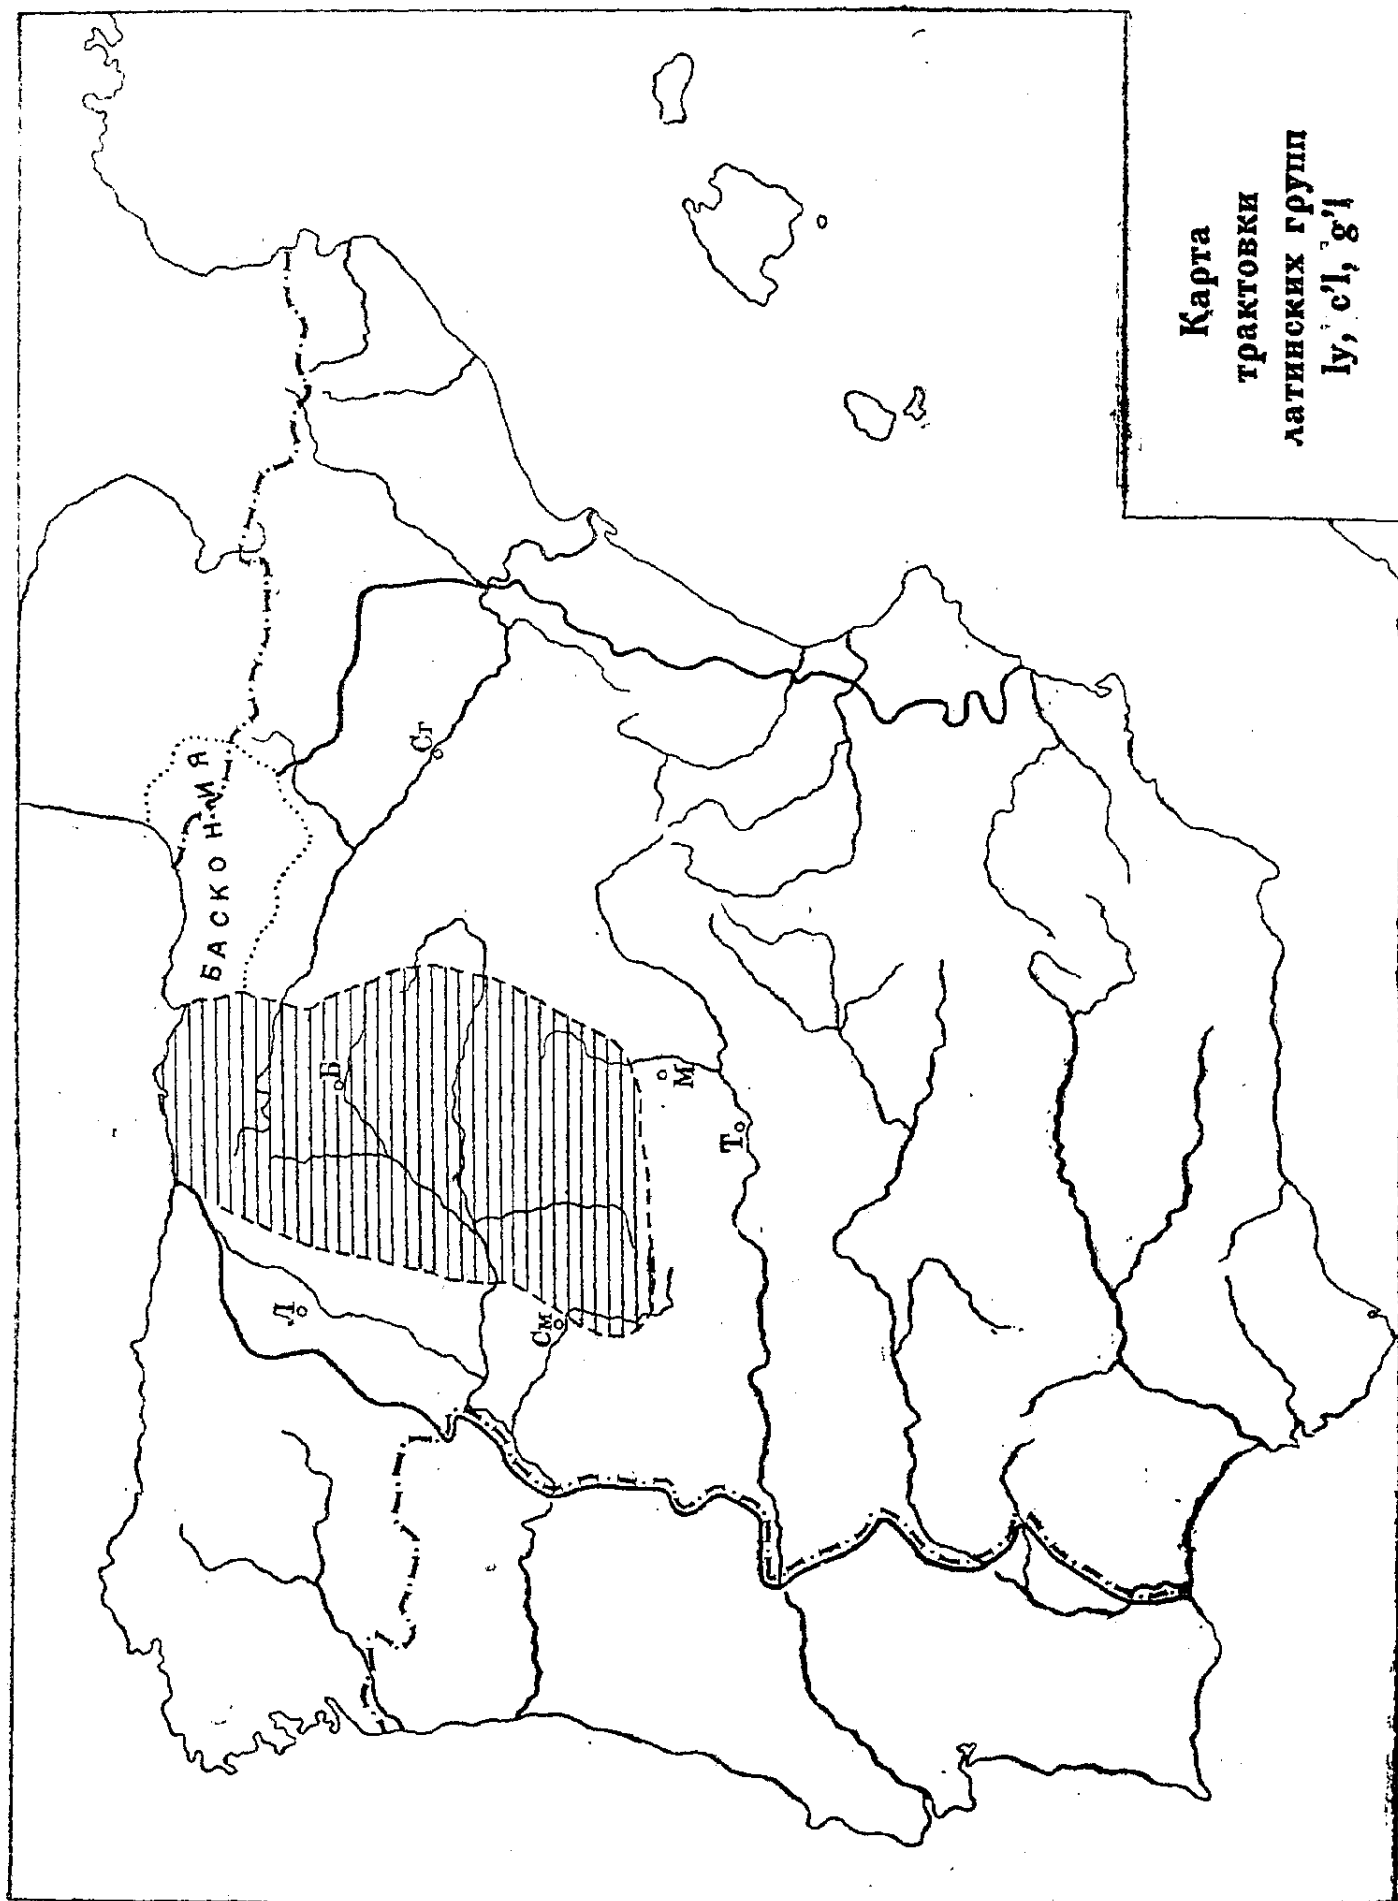 Карта
трактовки
латинских групп
ly, c'l, g'l
БАСКОНИЯ
Сг
Б
Л
См
М
Т